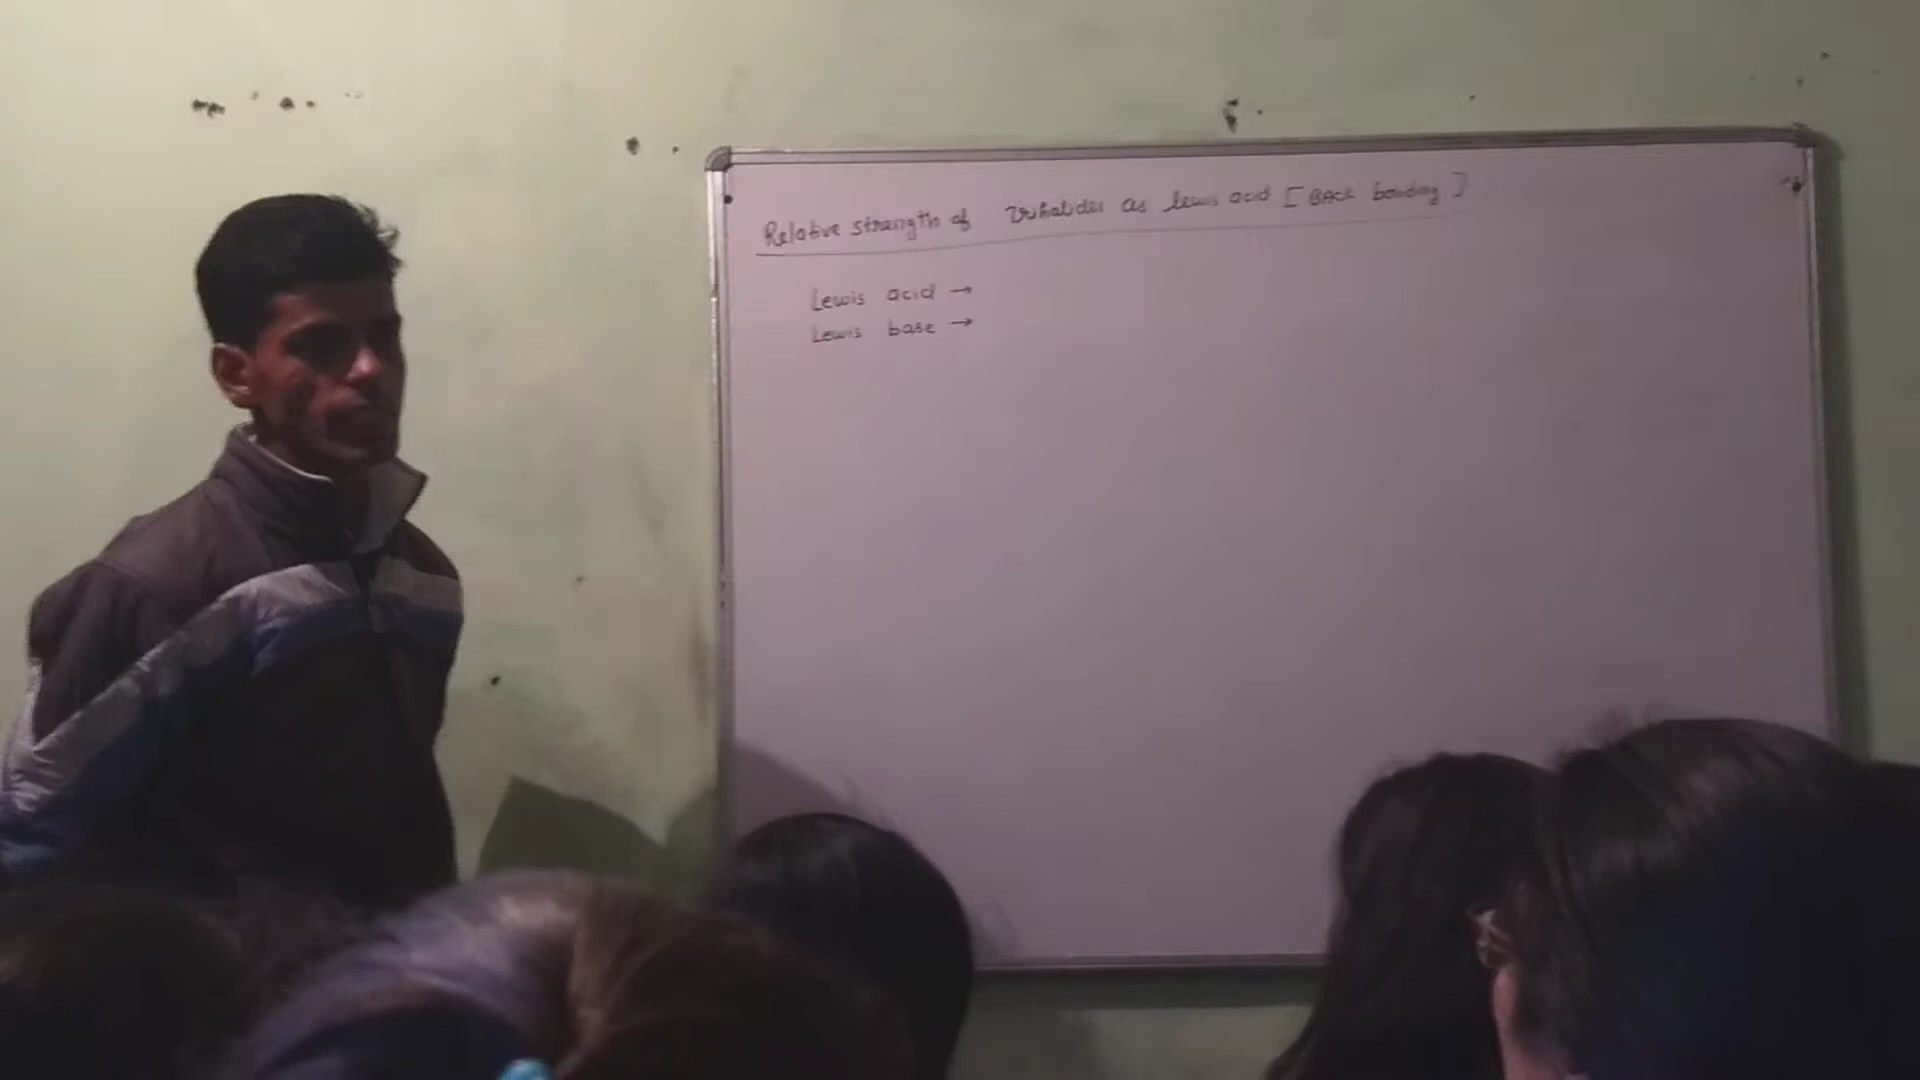 Relative strength of Trihalides as lewis acid [ BACK bonding ]
Lewis acid →
Lewis base →